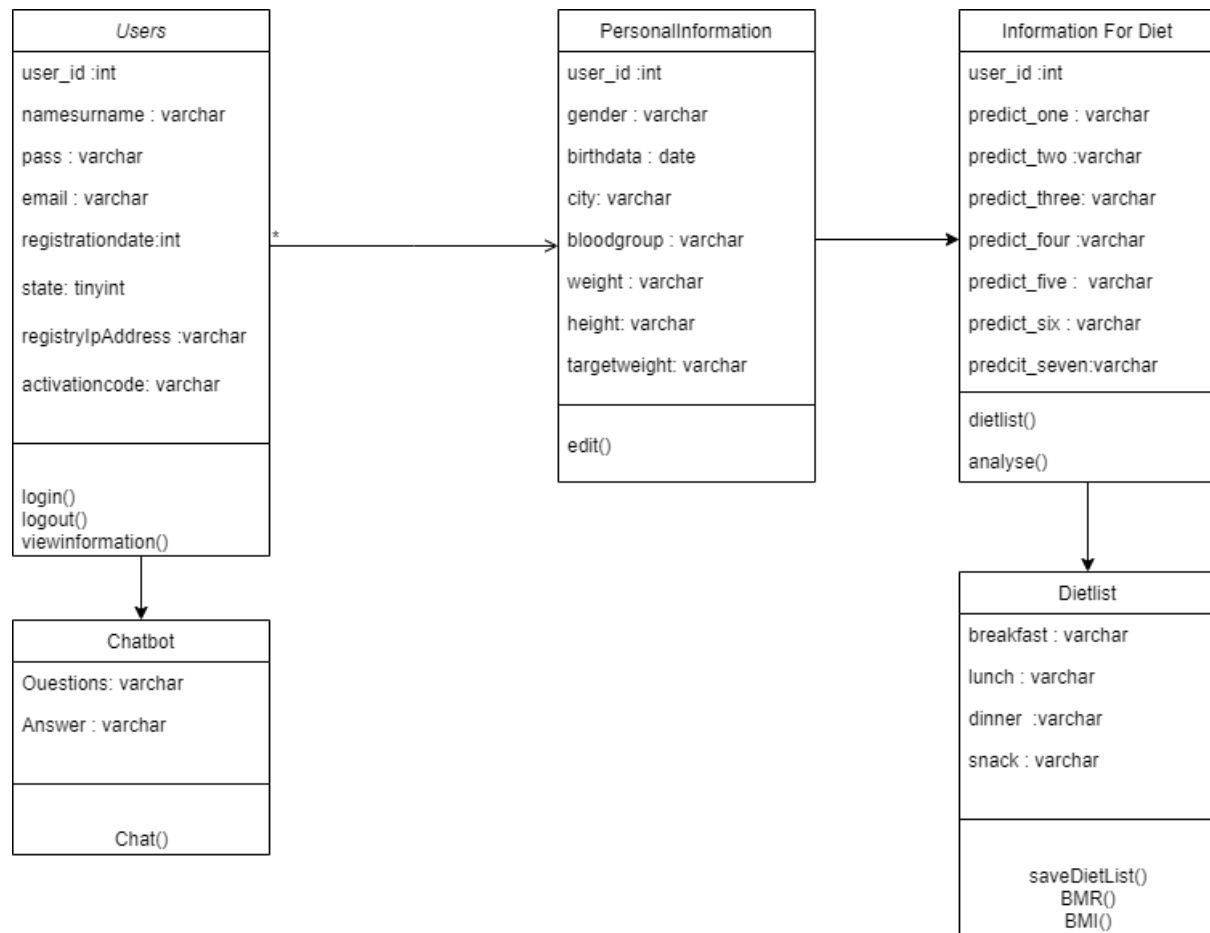 Users
user_id :int
namesurname : varchar
pass : varchar
email : varchar
registrationdate:int
state: tinyint
registryIpAddress :varchar
activationcode: varchar
login()
logout()
viewinformation()
*
PersonalInformation
user_id :int
gender : varchar
birthdata : date
city: varchar
bloodgroup : varchar
weight : varchar
height: varchar
targetweight: varchar
edit()
Information For Diet
user_id :int
predict_one : varchar
predict_two :varchar
predict_three: varchar
predict_four :varchar
predict_five : varchar
predict_six : varchar
predcit_seven:varchar
dietlist()
analyse()
Chatbot
Ouestions: varchar
Answer : varchar
Chat()
Dietlist
breakfast : varchar
lunch : varchar
dinner :varchar
snack : varchar
saveDietList()
BMR()
BMI()